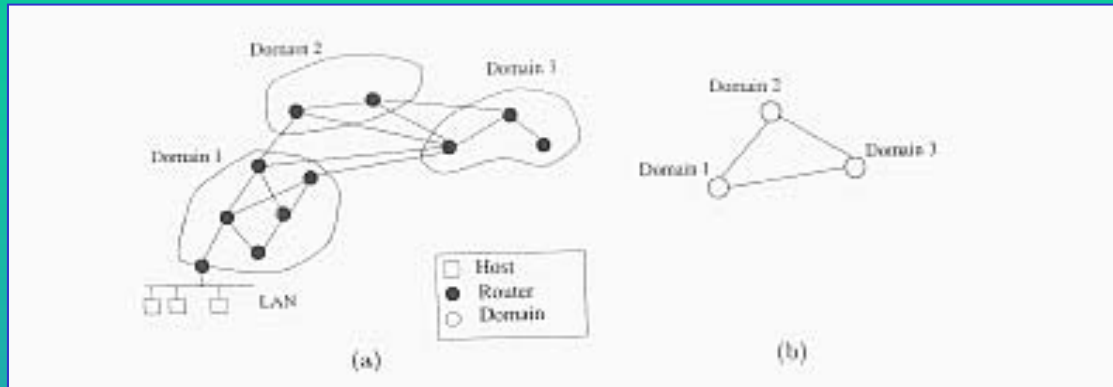 Domain 2
Domain 3
Domain 1
Host
Router
Domain
LAN
(a)
Domain 2
Domain 1
Domain 3
(b)